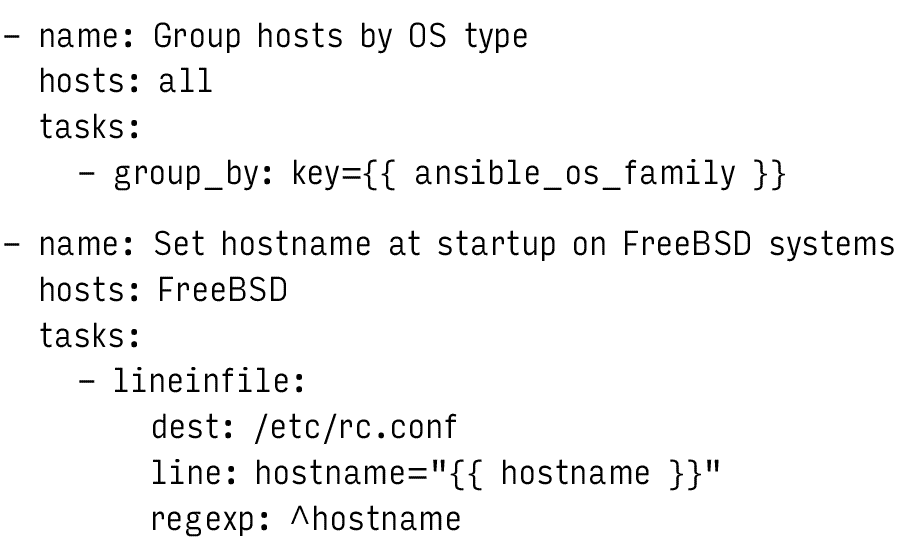 - name: Group hosts by OS type
  hosts: all
  tasks:
    - group_by: key={{ ansible_os_family }}
- name: Set hostname at startup on FreeBSD systems
  hosts: FreeBSD
  tasks:
    - lineinfile:
        dest: /etc/rc.conf
        line: hostname="{{ hostname }}"
        regexp: ^hostname